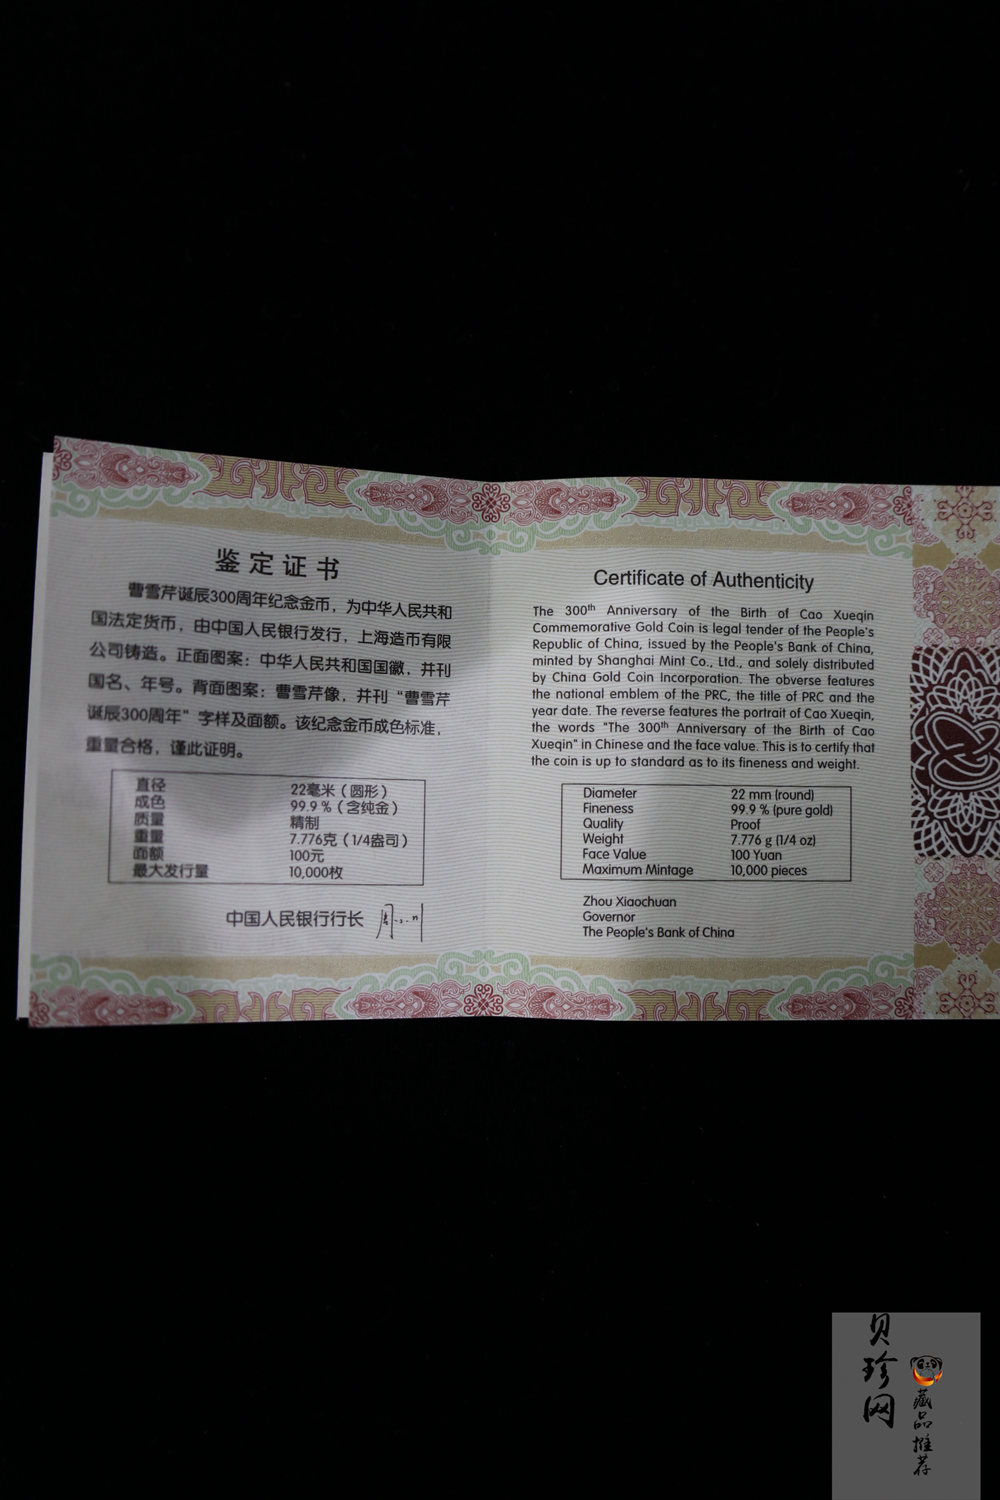 鉴定证书
曹雪芹诞辰300周年纪念金币，为中华人民共和
国法定货币，由中国人民银行发行，上海造币有限
公司铸造。正面图案：中华人民共和国国徽，并刊
国名、年号。背面图案：曹雪芹像，并刊“曹雪芹
诞辰300周年”字样及面额。该纪念金币成色标准，
重量合格，谨此证明。
直径 22毫米（圆形）
成色 99.9 %（含纯金）
质量 精制
重量 7.776克（1/4盎司）
面额 100元
最大发行量 10,000枚
中国人民银行行长
Certificate of Authenticity
The 300th Anniversary of the Birth of Cao Xueqin
Commemorative Gold Coin is legal tender of the People's
Republic of China, issued by the People's Bank of China,
minted by Shanghai Mint Co., Ltd., and solely distributed
by China Gold Coin Incorporation. The obverse features
the national emblem of the PRC, the title of PRC and the
year date. The reverse features the portrait of Cao Xueqin,
the words "The 300th Anniversary of the Birth of Cao
Xueqin" in Chinese and the face value. This is to certify that
the coin is up to standard as to its fineness and weight.
Diameter 22 mm (round)
Fineness 99.9 % (pure gold)
Quality Proof
Weight 7.776 g (1/4 oz)
Face Value 100 Yuan
Maximum Mintage 10,000 pieces
Zhou Xiaochuan
Governor
The People's Bank of China
贝珍网
藏品推荐